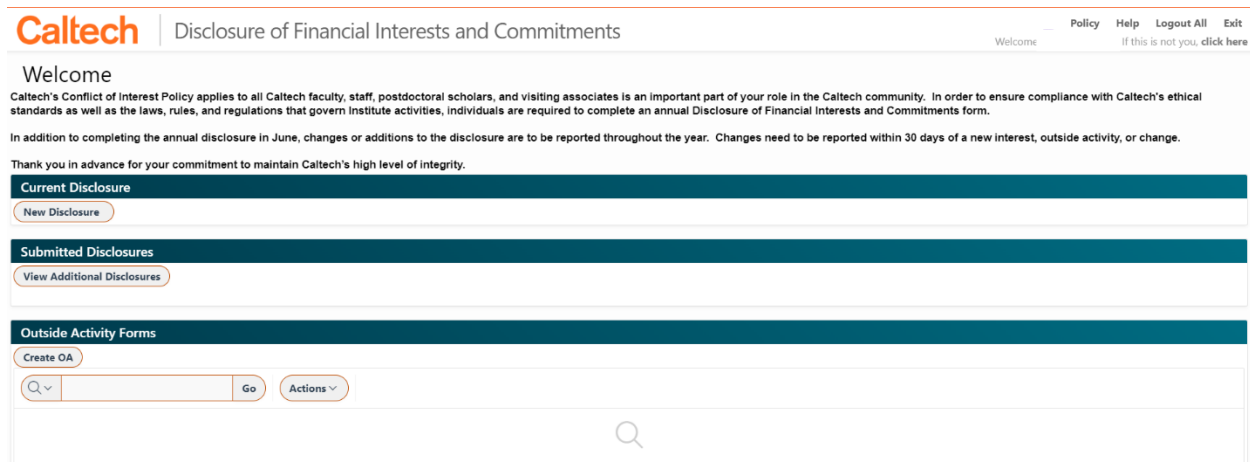 Caltech
Disclosure of Financial Interests and Commitments
Policy Help Logout All Exit
Welcome If this is not you, click here
Welcome
Caltech's Conflict of Interest Policy applies to all Caltech faculty, staff, postdoctoral scholars, and visiting associates is an important part of your role in the Caltech community. In order to ensure compliance with Caltech's ethical
standards as well as the laws, rules, and regulations that govern Institute activities, individuals are required to complete an annual Disclosure of Financial Interests and Commitments form.
In addition to completing the annual disclosure in June, changes or additions to the disclosure are to be reported throughout the year. Changes need to be reported within 30 days of a new interest, outside activity, or change.
Thank you in advance for your commitment to maintain Caltech's high level of integrity.
Current Disclosure
New Disclosure
Submitted Disclosures
View Additional Disclosures
Outside Activity Forms
Create OA
Go Actions